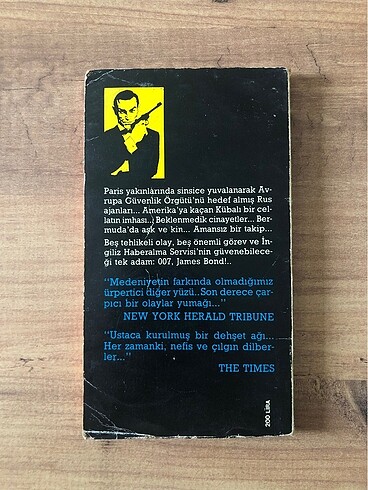 Paris yakınlarında sinsice yuvalanarak Av-
rupa Güvenlik Örgütü'nü hedef almış Rus
ajanları... Amerika'ya kaçan Kübalı bir cel-
latın imhası... Beklenmedik cinayetler... Ber-
muda'da aşk ve kin... Amansız bir takip...
Beş tehlikeli olay, beş önemli görev ve İn-
giliz Haberalma Servisi'nin güvenebilece-
ği tek adam: 007, James Bond!..
"Medeniyetin farkında olmadığımız
ürpertici diğer yüzü.. Son derece çar-
pıcı bir olaylar yumağı..."
NEW YORK HERALD TRIBUNE
"Ustaca kurulmuş bir dehşet ağı...
Her zamanki, nefis ve çılgın dilber-
ler..."
THE TIMES
200 LİRA